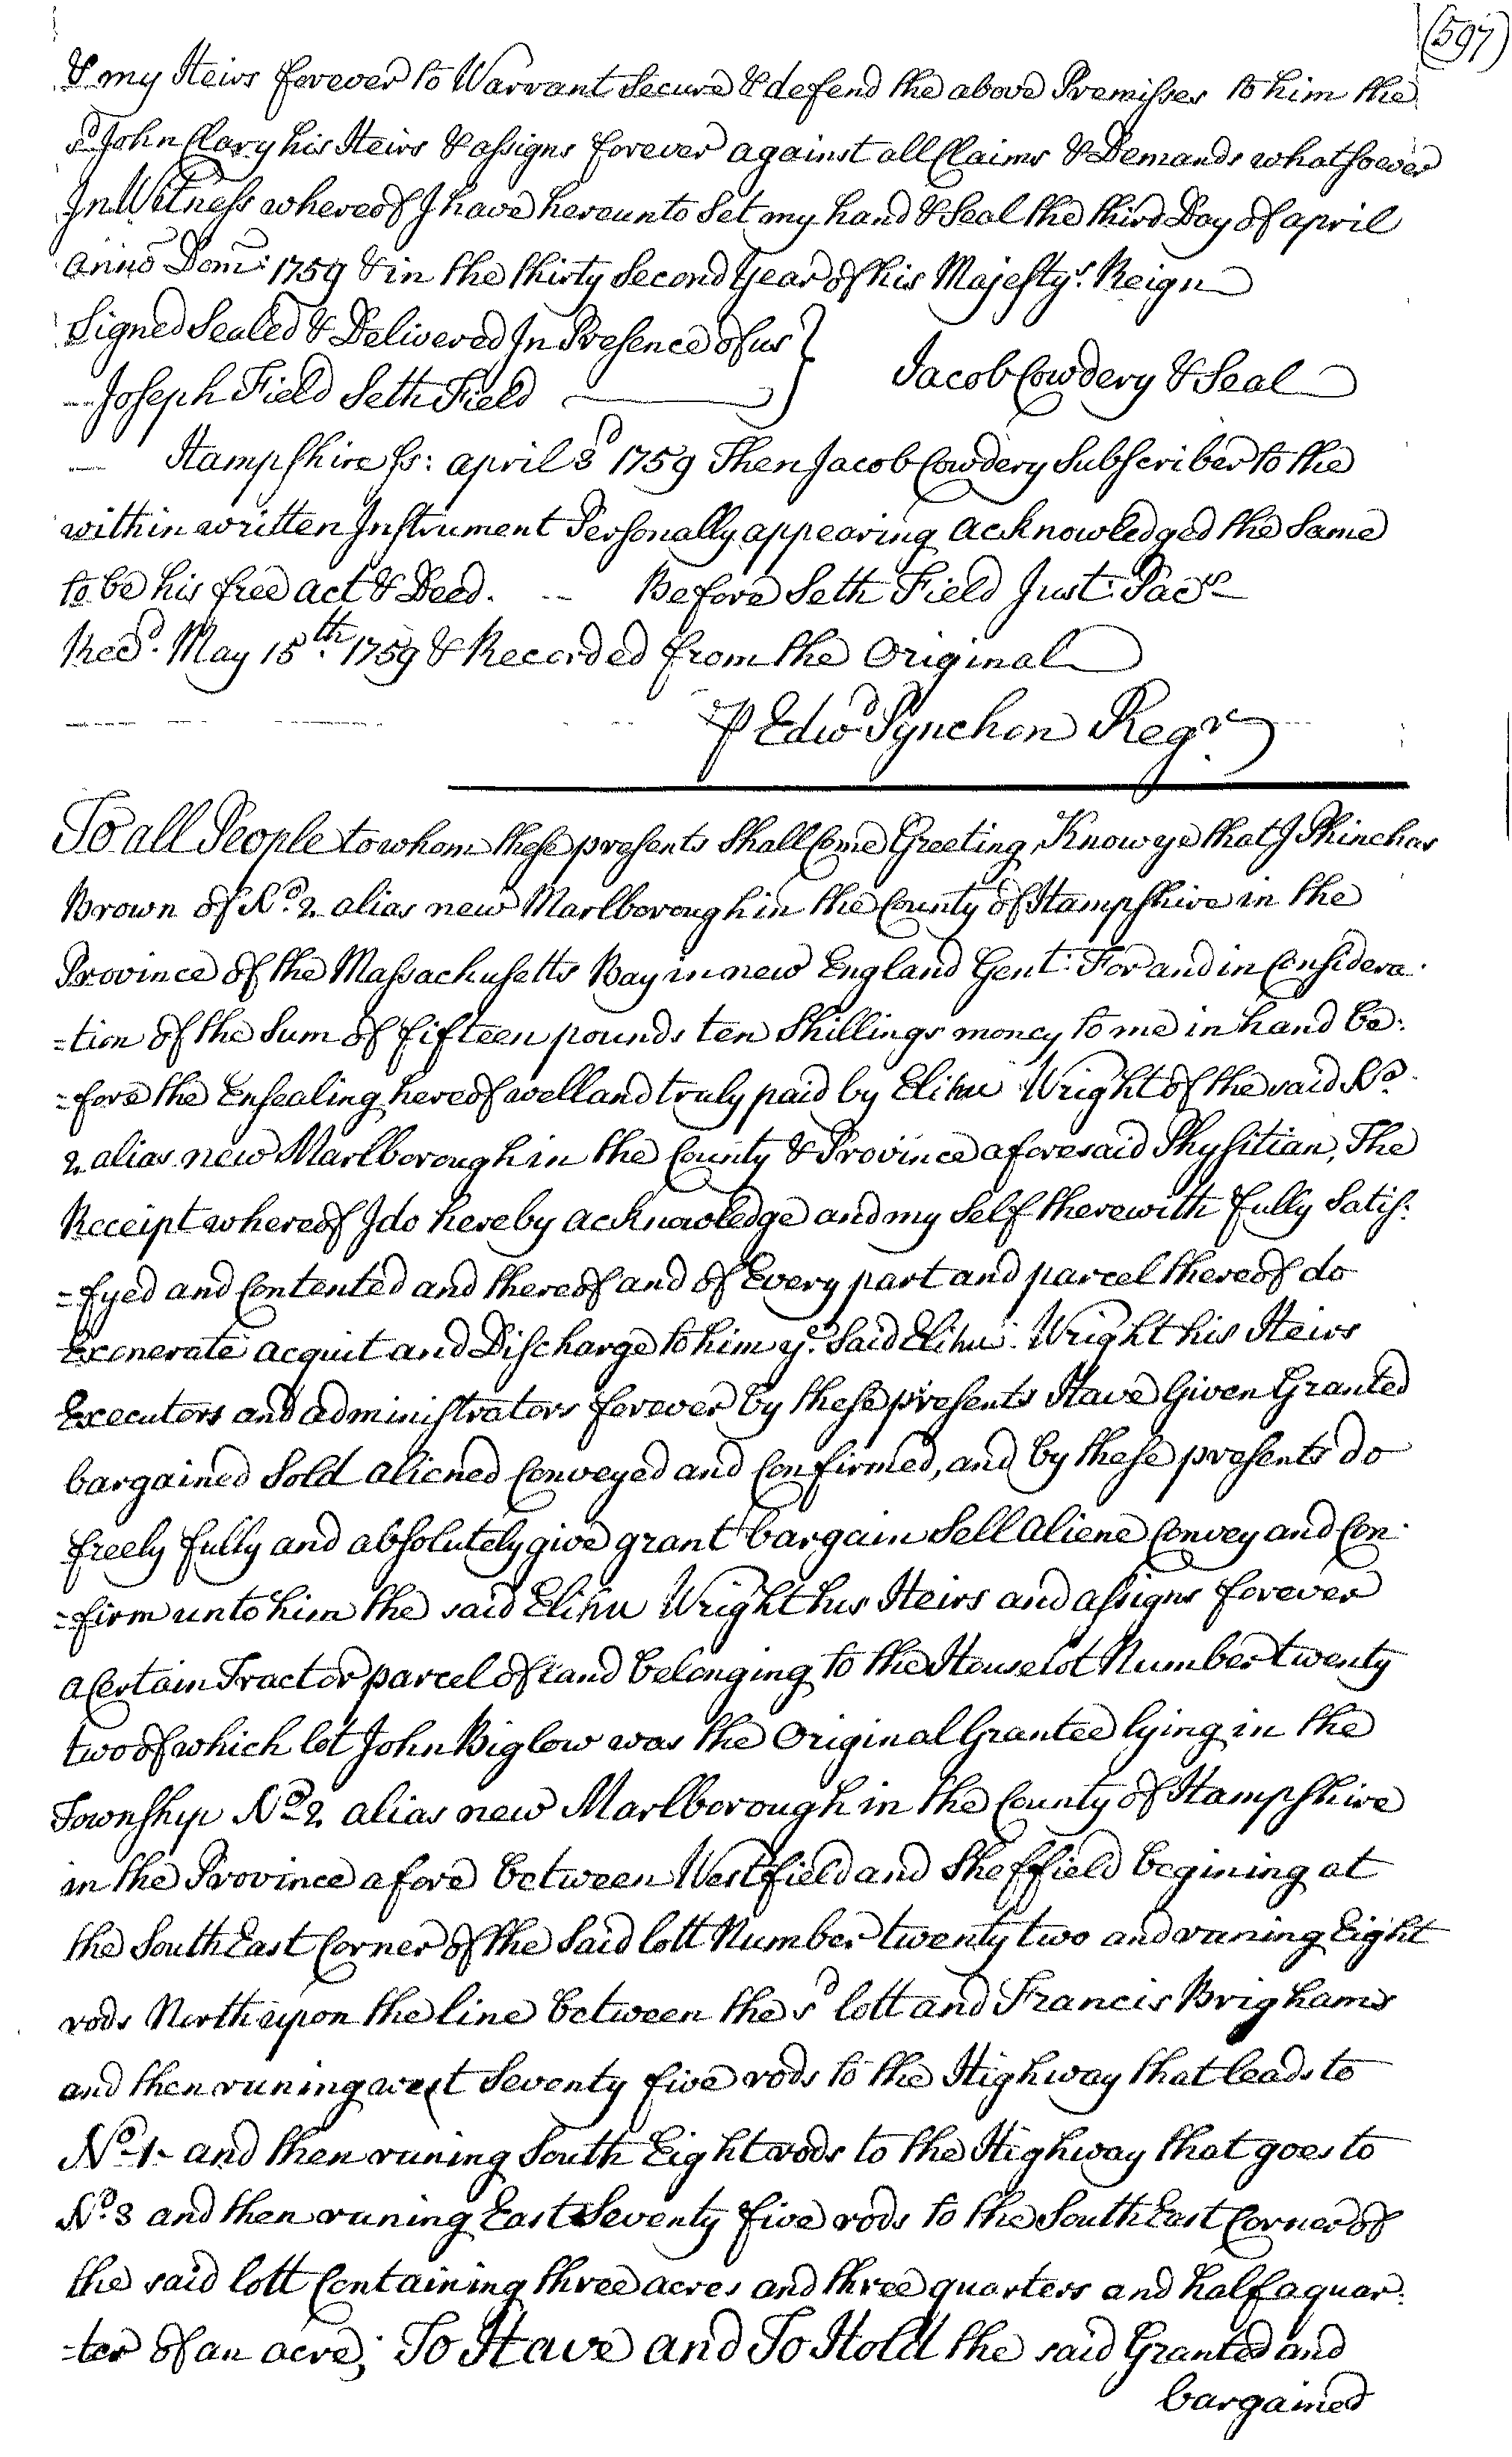 (597)
& my Heirs forever to Warrant Secure & defend the above Premisses to him the
sd John Clary his Heirs & assigns forever against all Claims & Demands whatsoever
In Witness whereof I have hereunto Set my hand & Seal the third Day of april
Anno Dom: 1759 & in the thirty Second Year of his Majestys Reign
Signed Sealed & Delivered In Presence of us }
Joseph Field Seth Field
Jacob Cowdery & Seal
Hampshire ss: april 3d 1759 Then Jacob Cowdery Subscriber to the
within written Instrument Personally appearing acknowledged the Same
to be his free act & Deed. -- Before Seth Field Just: Pacs
Recd. May 15th. 1759 & Recorded from the Original
P Edwd Pynchon Regr
To all People to whom these presents Shall Come Greeting, Know ye that I Phinehas
Brown of No. 2 alias new Marlborough in the County of Hampshire in the
Province of the Massachusetts Bay in new England Gent: For and in Considera-
-tion of the Sum of fifteen pounds ten Shillings money to me in hand be:
=fore the Ensealing hereof well and truly paid by Elihu Wright of the said No.
2 alias new Marlborough in the County & Province aforesaid Physitian, The
Receipt whereof I do hereby acknowledge and my Self therewith fully Satis:
=fyed and Contented and thereof and of Every part and parcel thereof do
Exonerate acquit and Discharge to him ye. Said Elihu Wright his Heirs
Executors and administrators forever by these presents Have Given Granted
bargained Sold aliened Conveyed and Confirmed, and by these presents do
freely fully and absolutely give grant bargain Sell aliene Convey and Con-
=firm unto him the said Elihu Wright his Heirs and assigns forever
a Certain Tract or parcel of land belonging to the House lot Number twenty
two of which lot John Biglow was the Original Grantee lying in the
Township No 2 alias new Marlborough in the County of Hampshire
in the Province afore between Westfield and Sheffield begining at
the South East Corner of the Said lott Number twenty two and runing Eight
rods North upon the line between the sd lott and Francis Brighams
and then runing west Seventy five rods to the Highway that leads to
No-1- and then runing South Eight rods to the Highway that goes to
No. 3 and then runing East Seventy five rods to the South East Corner of
the said lott Containing three acres and three quarters and half a quar:
-ter of an acre; To Have and To Hold the said Granted and
bargained